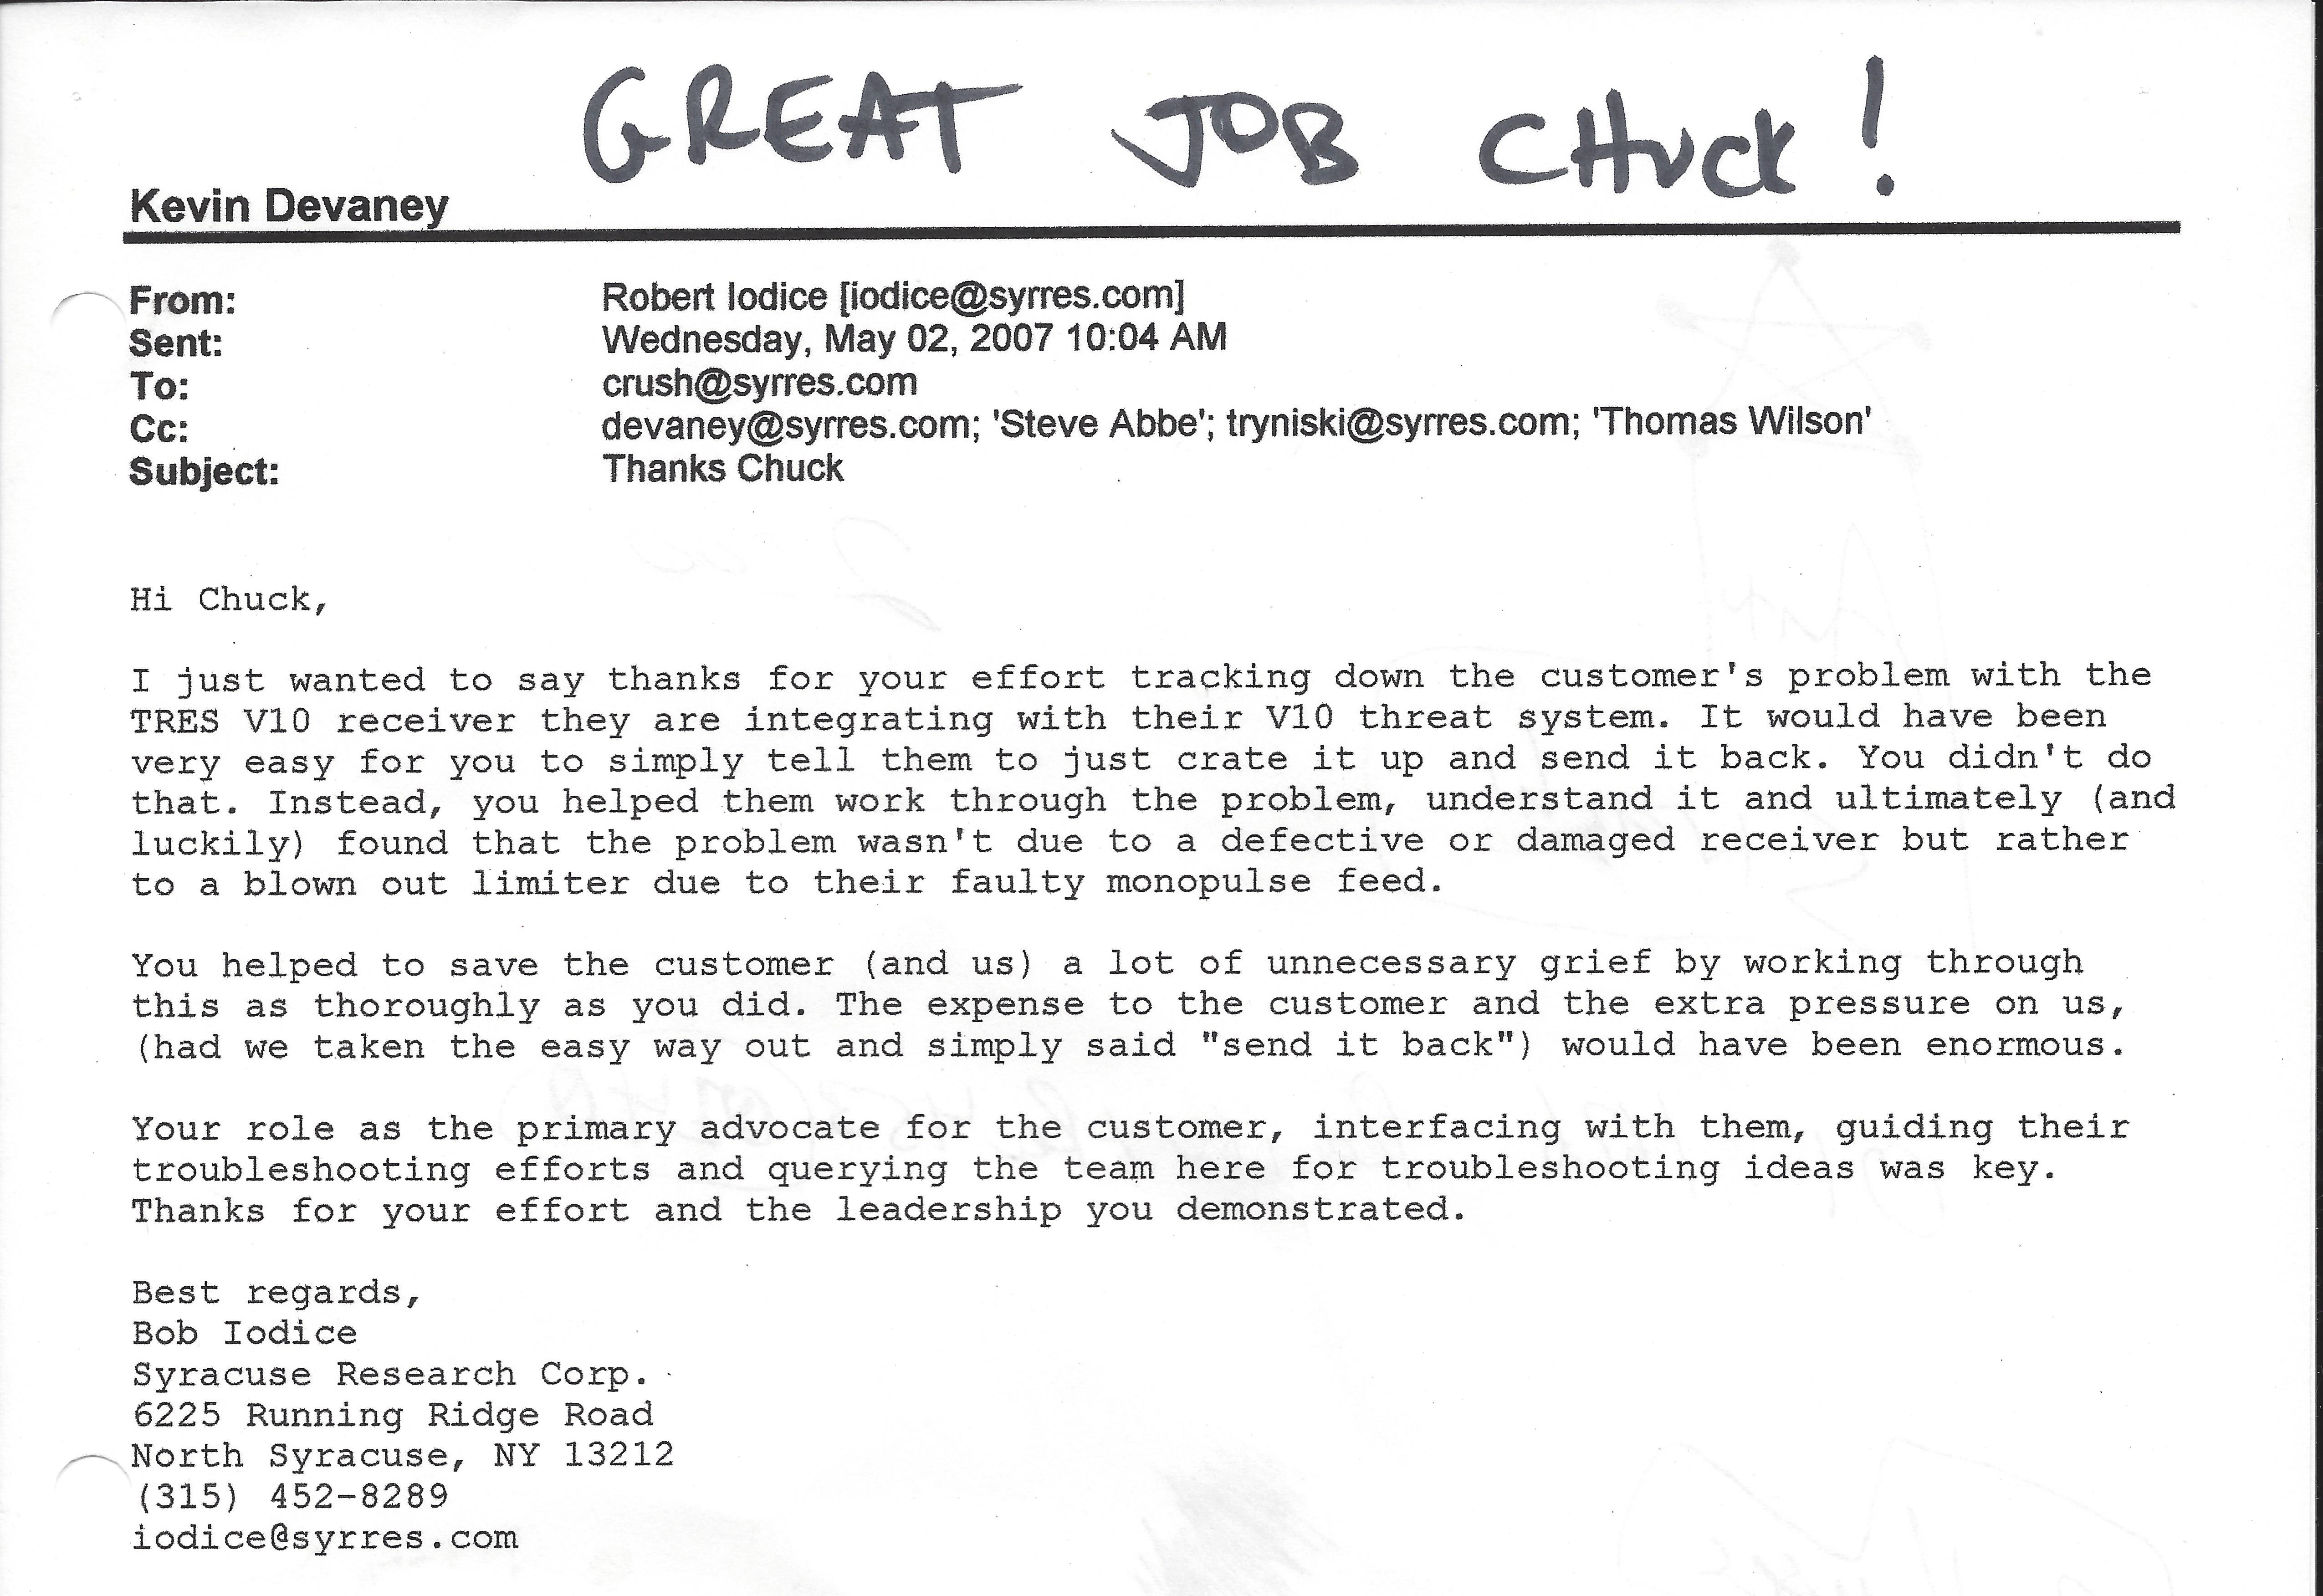 GREAT JOB CHUCK!
Kevin Devaney
From: Robert Iodice [iodice@syrres.com]
Sent: Wednesday, May 02, 2007 10:04 AM
To: crush@syrres.com
Cc: devaney@syrres.com; 'Steve Abbe'; tryniski@syrres.com; 'Thomas Wilson'
Subject: Thanks Chuck
Hi Chuck,
I just wanted to say thanks for your effort tracking down the customer's problem with the
TRES V10 receiver they are integrating with their V10 threat system. It would have been
very easy for you to simply tell them to just crate it up and send it back. You didn't do
that. Instead, you helped them work through the problem, understand it and ultimately (and
luckily) found that the problem wasn't due to a defective or damaged receiver but rather
to a blown out limiter due to their faulty monopulse feed.
You helped to save the customer (and us) a lot of unnecessary grief by working through
this as thoroughly as you did. The expense to the customer and the extra pressure on us,
(had we taken the easy way out and simply said "send it back") would have been enormous.
Your role as the primary advocate for the customer, interfacing with them, guiding their
troubleshooting efforts and querying the team here for troubleshooting ideas was key.
Thanks for your effort and the leadership you demonstrated.
Best regards,
Bob Iodice
Syracuse Research Corp.
6225 Running Ridge Road
North Syracuse, NY 13212
(315) 452-8289
iodice@syrres.com